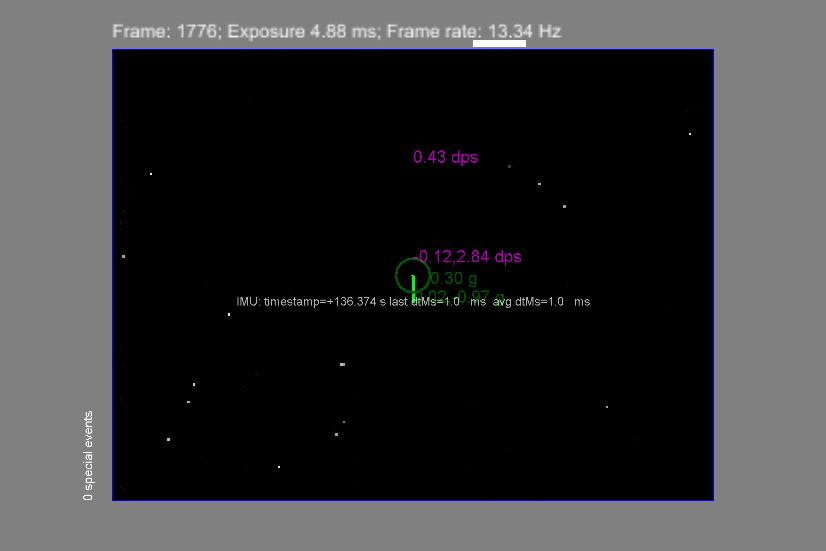 Frame: 1776; Exposure 4.88 ms; Frame rate: 13.34 Hz
0.43 dps
-0.12,2.84 dps
0.30 g
0.97 g
IMU: timestamp=+136.374 s last dtMs=1.0 ms avg dtMs=1.0 ms
0 special events